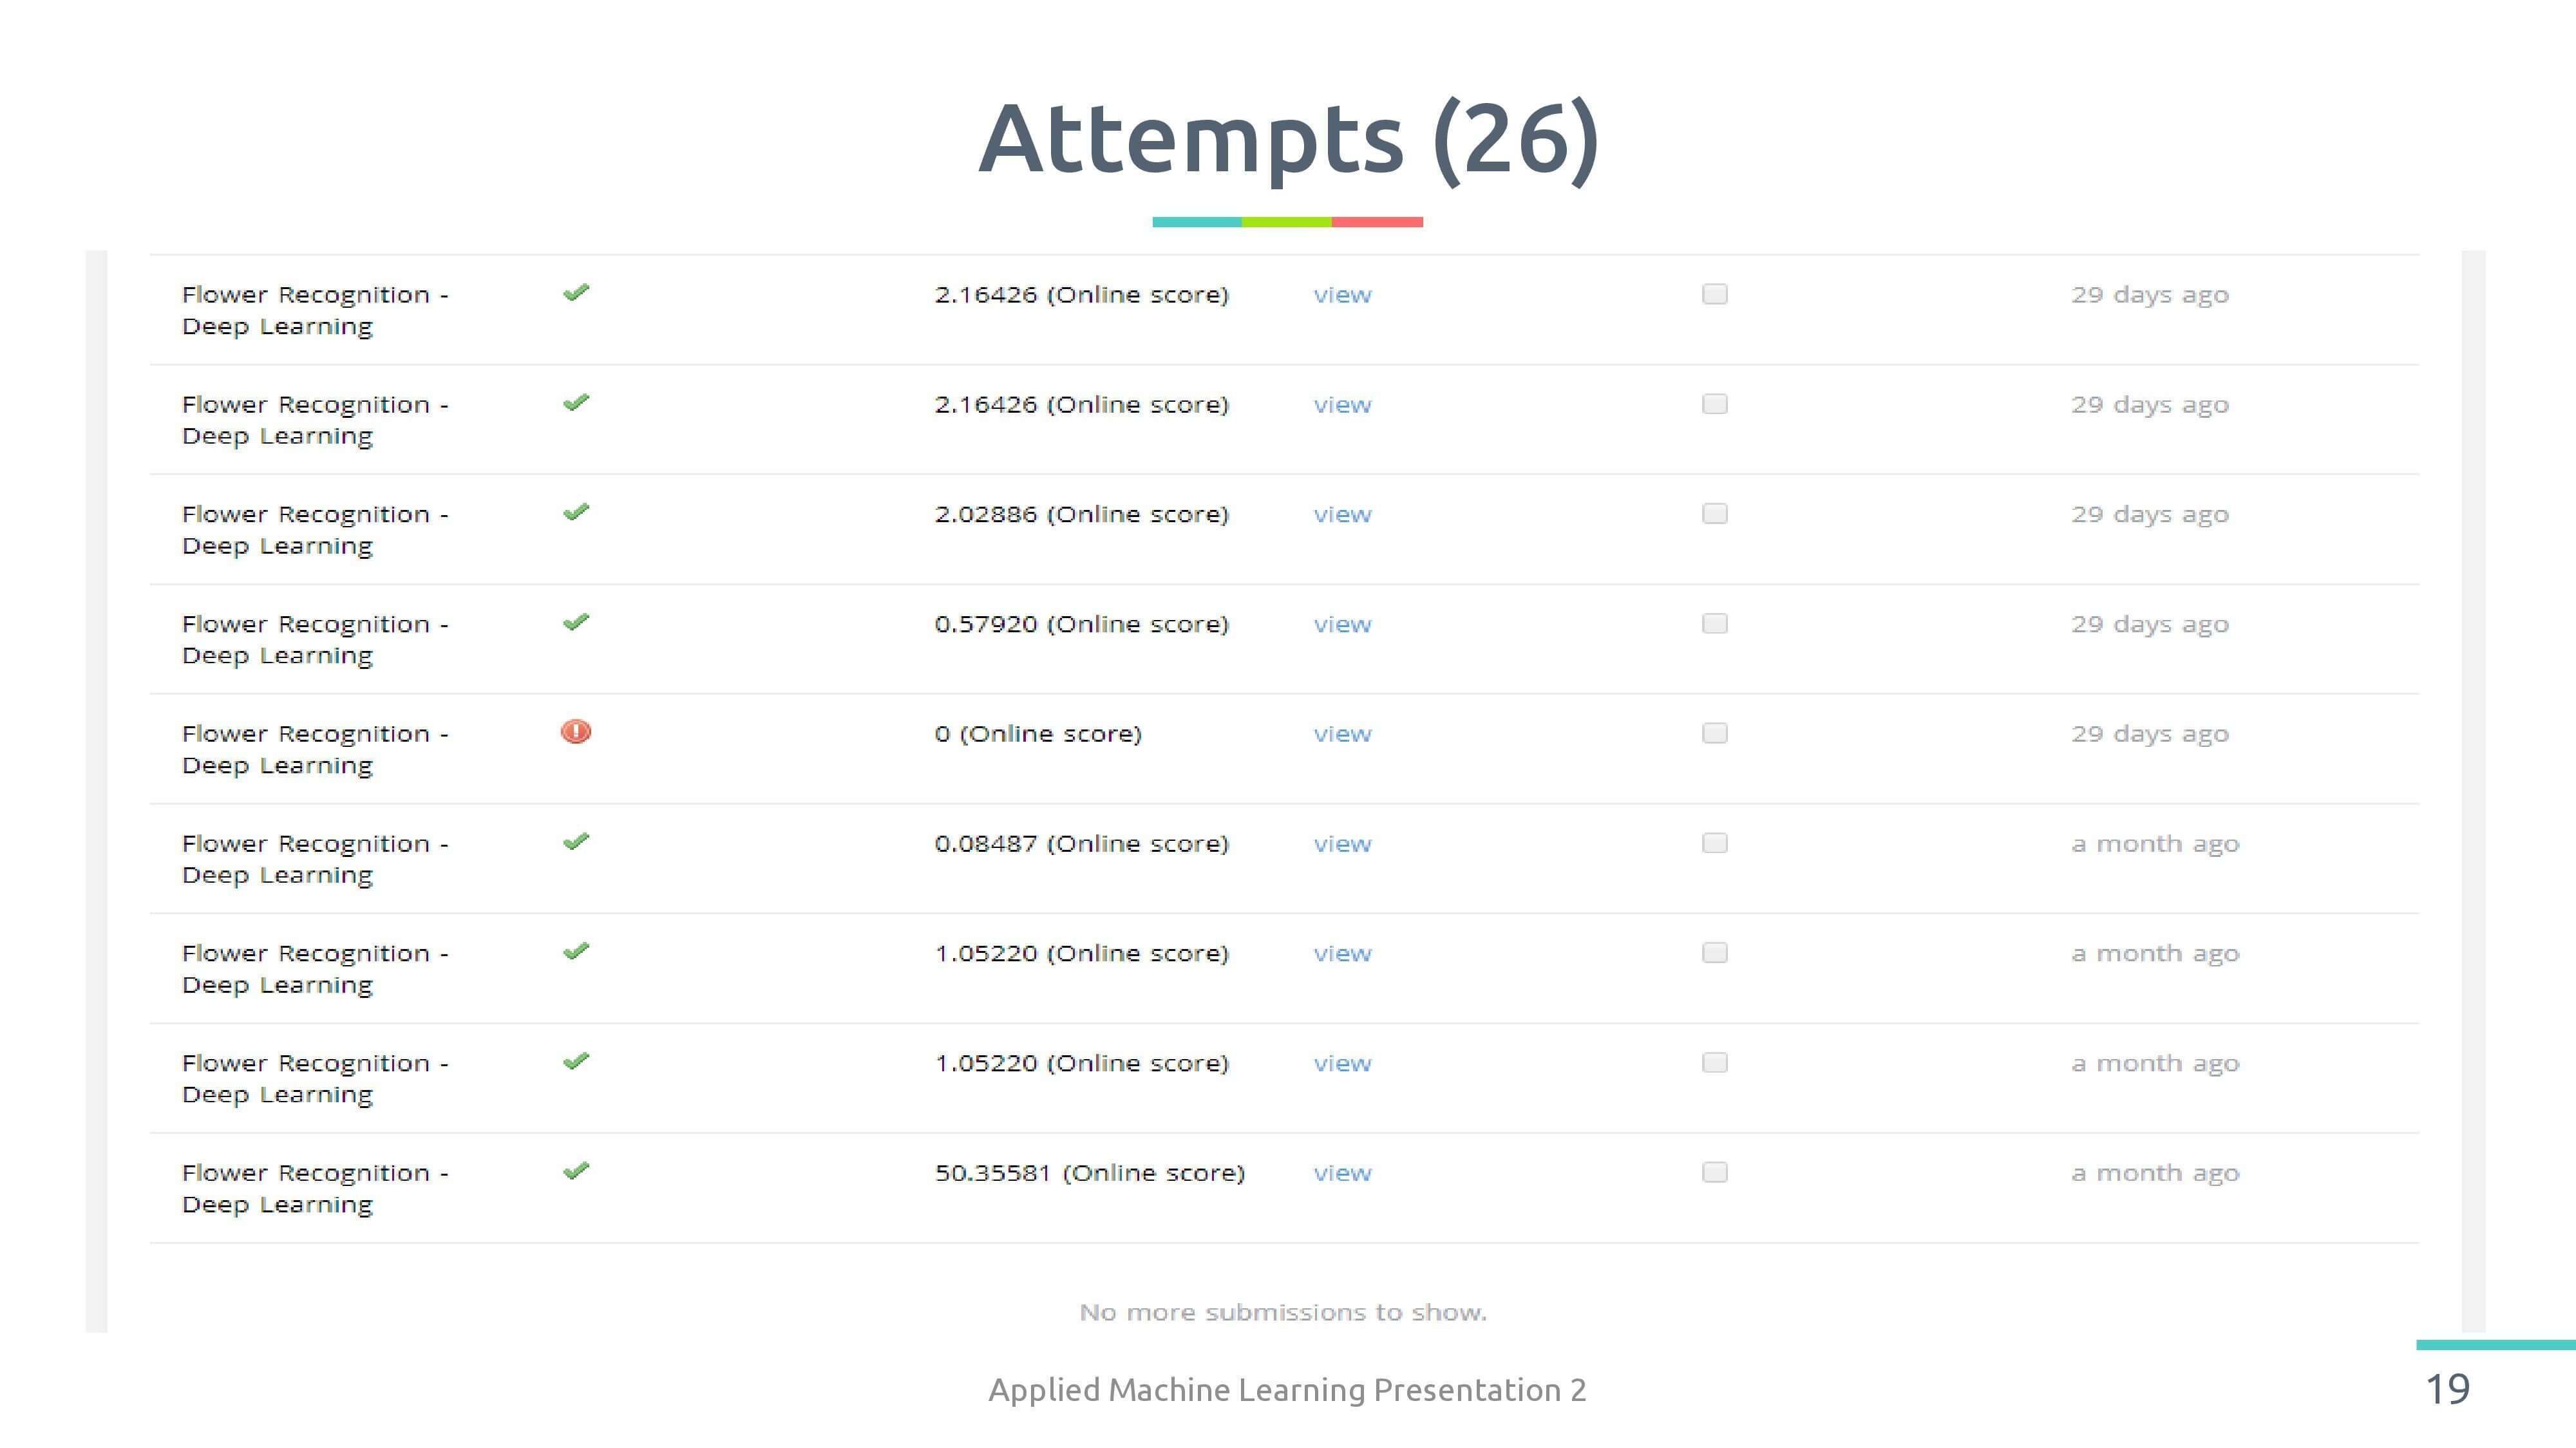 Attempts (26)
Flower Recognition - 2.16426 (Online score) view 29 days ago
Deep Learning
Flower Recognition - 2.16426 (Online score) view 29 days ago
Deep Learning
Flower Recognition - 2.02886 (Online score) view 29 days ago
Deep Learning
Flower Recognition - 0.57920 (Online score) view 29 days ago
Deep Learning
Flower Recognition - 0 (Online score) view 29 days ago
Deep Learning
Flower Recognition - 0.08487 (Online score) view a month ago
Deep Learning
Flower Recognition - 1.05220 (Online score) view a month ago
Deep Learning
Flower Recognition - 1.05220 (Online score) view a month ago
Deep Learning
Flower Recognition - 50.35581 (Online score) view a month ago
Deep Learning
No more submissions to show.
Applied Machine Learning Presentation 2
19